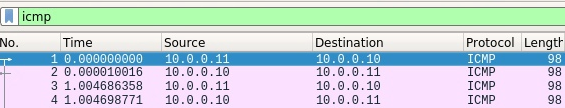 icmp
No. Time Source Destination Protocol Length
1 0.000000000 10.0.0.11 10.0.0.10 ICMP 98
2 0.000010016 10.0.0.10 10.0.0.11 ICMP 98
3 1.004686358 10.0.0.11 10.0.0.10 ICMP 98
4 1.004698771 10.0.0.10 10.0.0.11 ICMP 98